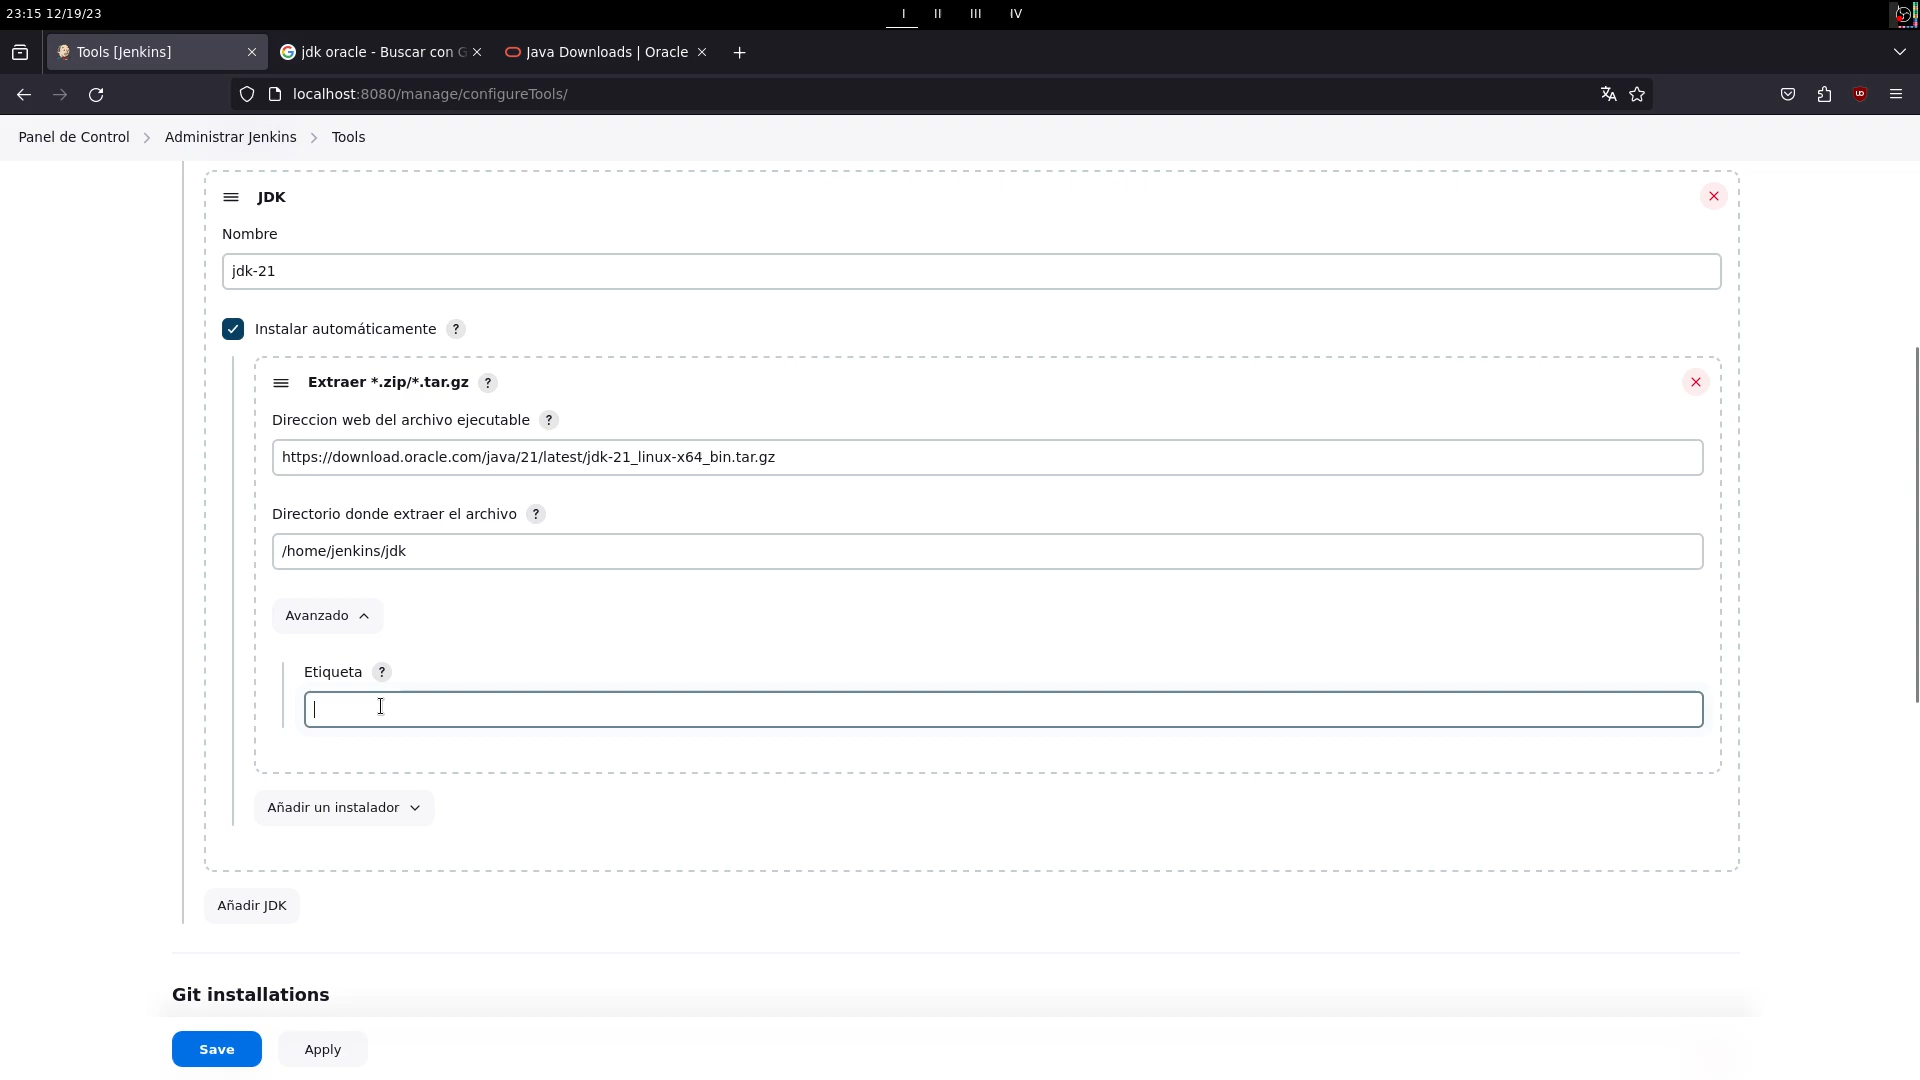 23:15 12/19/23
I II III IV
Tools [Jenkins]
jdk oracle - Buscar con G
Java Downloads | Oracle
localhost:8080/manage/configureTools/
Panel de Control
Administrar Jenkins
Tools
JDK
Nombre
jdk-21
Instalar automáticamente ?
Extraer *.zip/*.tar.gz ?
Direccion web del archivo ejecutable ?
https://download.oracle.com/java/21/latest/jdk-21_linux-x64_bin.tar.gz
Directorio donde extraer el archivo ?
/home/jenkins/jdk
Avanzado
Etiqueta ?
Añadir un instalador
Añadir JDK
Git installations
Save
Apply